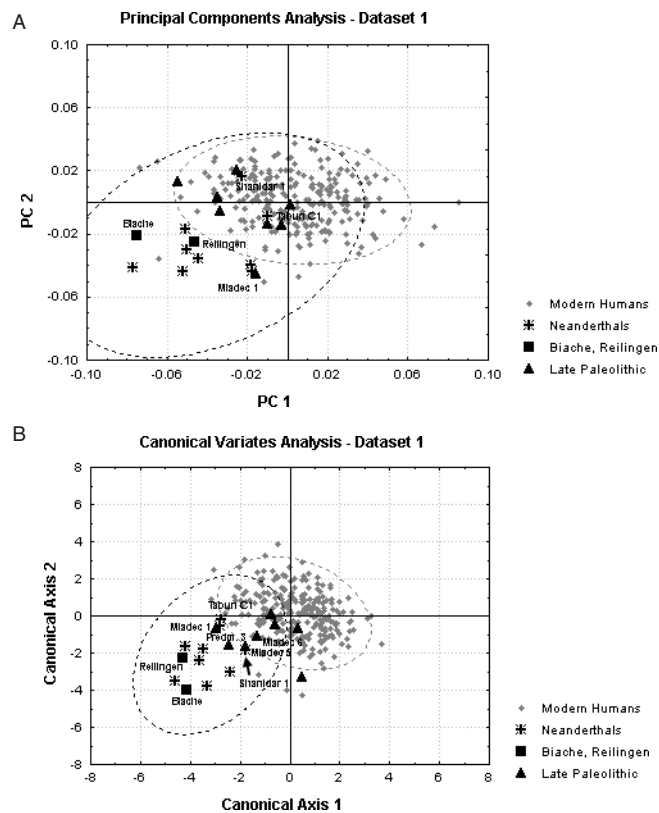 A
Principal Components Analysis - Dataset 1
0.10
0.06
0.02
-0.02
-0.06
-0.10
PC 2
Shanidar 1
Tabun C1
Biache
Reilingen
Mladec 1
-0.10
-0.06
-0.02
0.02
0.06
0.10
PC 1
Modern Humans
Neanderthals
Biache, Reilingen
Late Paleolithic
B
Canonical Variates Analysis - Dataset 1
8
6
4
2
0
-2
-4
-6
-8
Canonical Axis 2
Tabun C1
Mladec 1
Predm. 3
Mladec 6
Mladec 5
Reilingen
Shanidar 1
Biache
-8
-6
-4
-2
0
2
4
6
8
Canonical Axis 1
Modern Humans
Neanderthals
Biache, Reilingen
Late Paleolithic